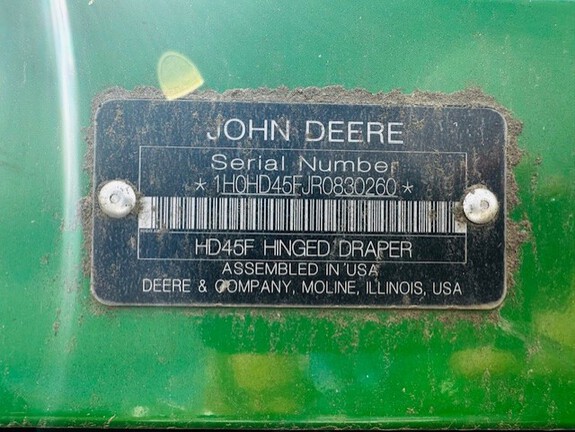 JOHN DEERE
Serial Number
*1H0HD45FJR0830260*
HD45F HINGED DRAPER
ASSEMBLED IN USA
DEERE & COMPANY, MOLINE, ILLINOIS, USA